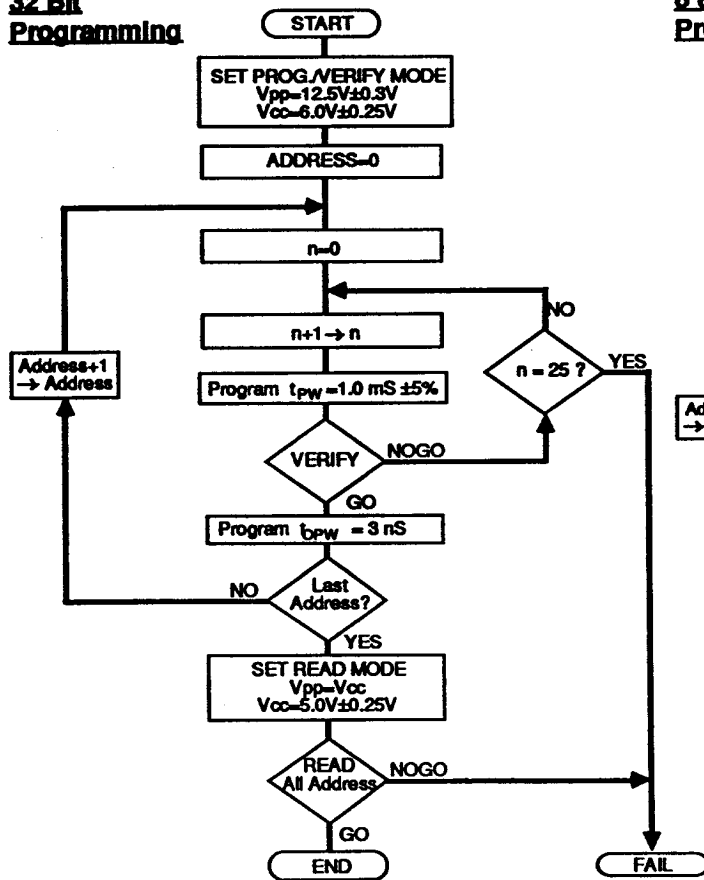 32 Bit
Programming
START
SET PROG./VERIFY MODE
Vpp=12.5V±0.3V
Vcc=6.0V±0.25V
ADDRESS=0
n=0
n+1→n
Address+1
→ Address
Program tPW=1.0 mS ±5%
NO
n = 25 ?
YES
VERIFY
NOGO
GO
Program tOPW = 3 nS
Last
Address?
NO
YES
SET READ MODE
Vpp=Vcc
Vcc=5.0V±0.25V
READ
All Address
NOGO
GO
END
FAIL